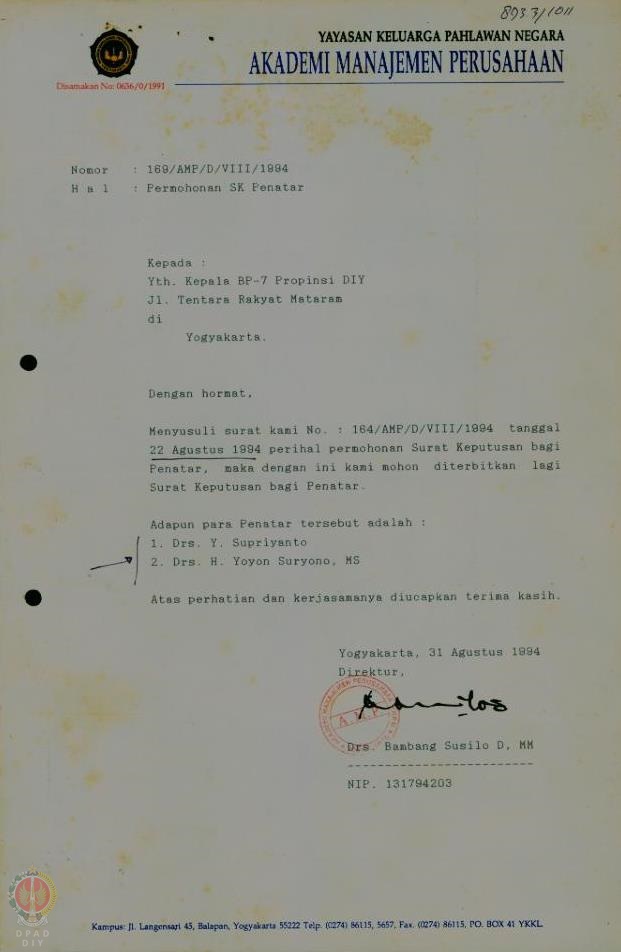 8933/1011
YAYASAN KELUARGA PAHLAWAN NEGARA
AKADEMI MANAJEMEN PERUSAHAAN
Disamakan No: 0636/0/1991
Nomor : 169/AMP/D/VIII/1994
H a l : Permohonan SK Penatar
Kepada :
Yth. Kepala BP-7 Propinsi DIY
Jl. Tentara Rakyat Mataram
di
Yogyakarta.
Dengan hormat,
Menyusuli surat kami No. : 164/AMP/D/VIII/1994 tanggal
22 Agustus 1994 perihal permohonan Surat Keputusan bagi
Penatar, maka dengan ini kami mohon diterbitkan lagi
Surat Keputusan bagi Penatar.
Adapun para Penatar tersebut adalah :
1. Drs. Y. Supriyanto
2. Drs. H. Yoyon Suryono, MS
Atas perhatian dan kerjasamanya diucapkan terima kasih.
Yogyakarta, 31 Agustus 1994
Direktur,
A.M.P
Drs. Bambang Susilo D, MM
-------------------------
NIP. 131794203
DPAD
DIY
Kampus: Jl. Langensari 45, Balapan, Yogyakarta 55222 Telp. (0274) 86115, 5657, Fax. (0274) 86115, PO. BOX 41 YKKL.